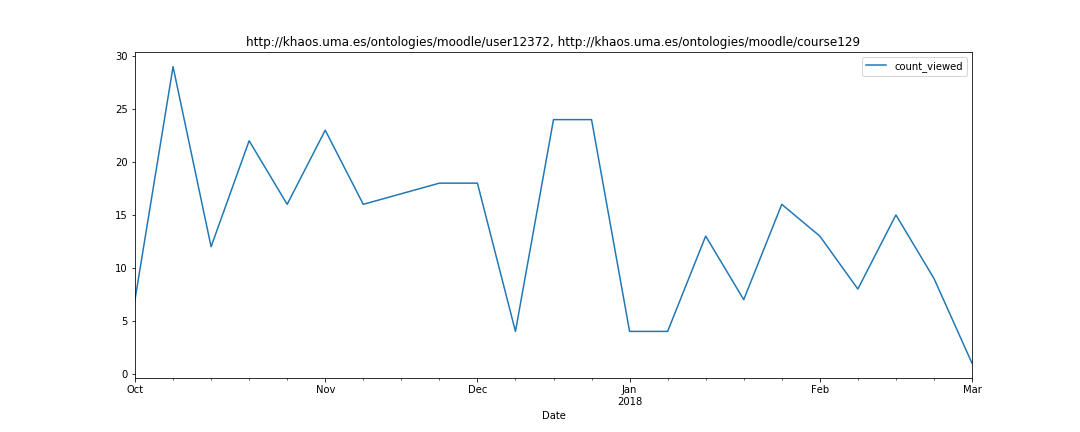 http://khaos.uma.es/ontologies/moodle/user12372, http://khaos.uma.es/ontologies/moodle/course129
count_viewed
30
25
20
15
10
5
0
Oct Nov Dec Jan Feb Mar
2018
Date